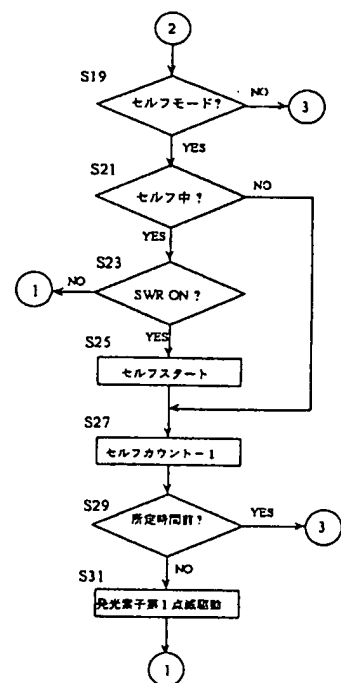 2
S19
セルフモード?
NO
3
YES
S21
セルフ中?
NO
YES
S23
1
NO
SWR ON?
YES
S25
セルフスタート
S27
セルフカウントー1
S29
所定時間前?
YES
3
NO
S31
発光素子第1点滅駆動
1